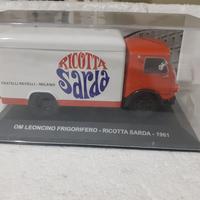 RICOTTA
Sarda
FRATELLI REVELLI - MILANO
OM LEONCINO FRIGORIFERO - RICOTTA SARDA - 1961